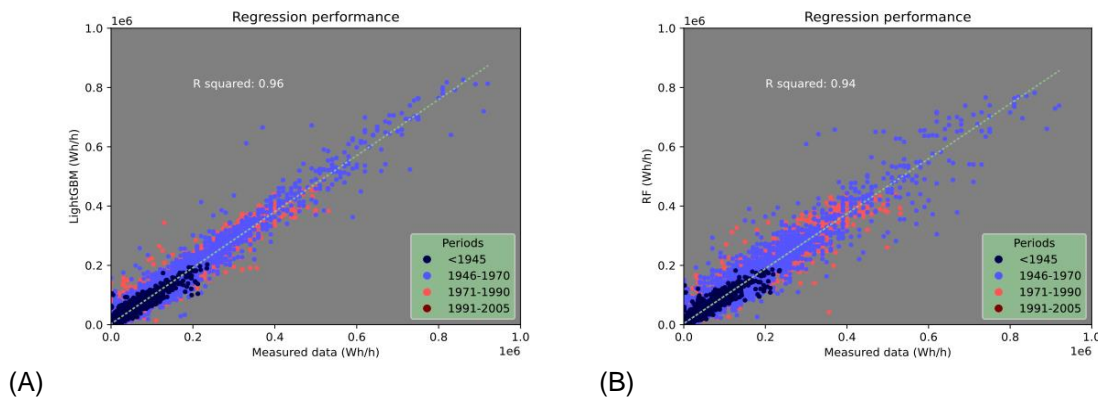 Regression performance
1e6
1.0
0.8
0.6
0.4
0.2
0.0
LightGBM (Wh/h)
R squared: 0.96
Periods
<1945
1946-1970
1971-1990
1991-2005
0.0 0.2 0.4 0.6 0.8 1.0
1e6
Measured data (Wh/h)
(A)
Regression performance
1e6
1.0
0.8
0.6
0.4
0.2
0.0
RF (Wh/h)
R squared: 0.94
Periods
<1945
1946-1970
1971-1990
1991-2005
0.0 0.2 0.4 0.6 0.8 1.0
1e6
Measured data (Wh/h)
(B)